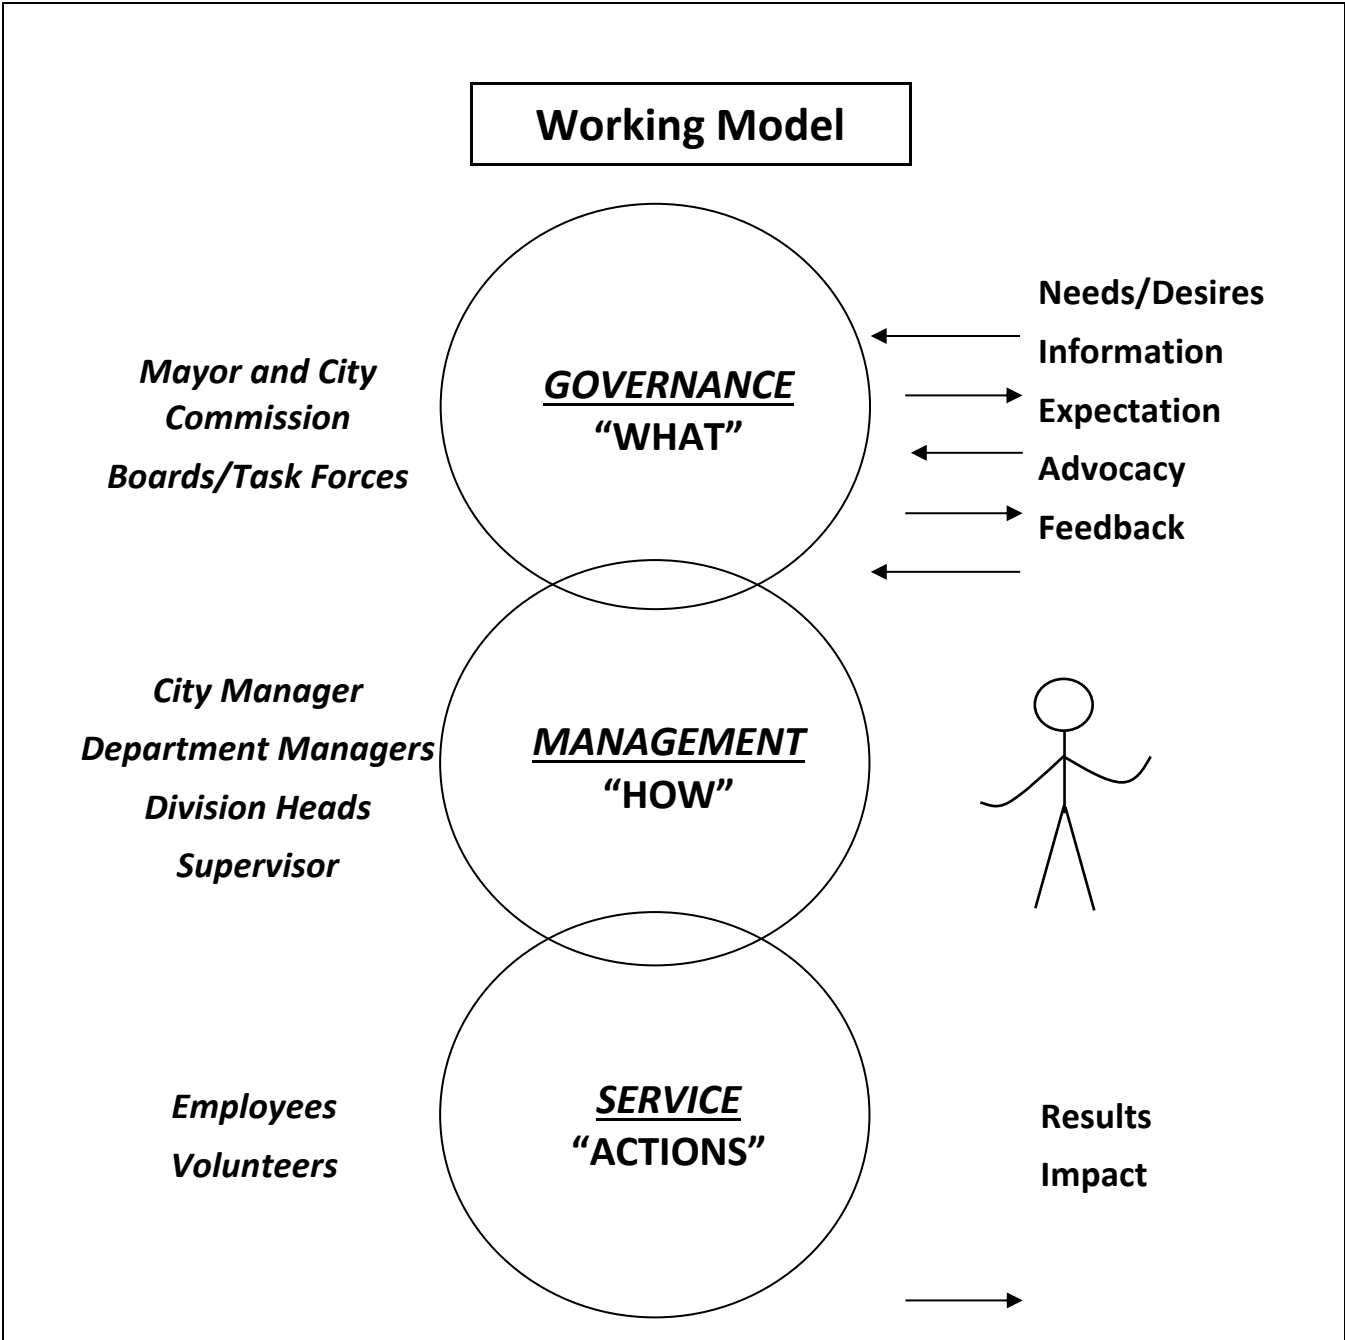 Working Model
Mayor and City
Commission
Boards/Task Forces
GOVERNANCE
“WHAT”
Needs/Desires
Information
Expectation
Advocacy
Feedback
City Manager
Department Managers
Division Heads
Supervisor
MANAGEMENT
“HOW”
Employees
Volunteers
SERVICE
“ACTIONS”
Results
Impact